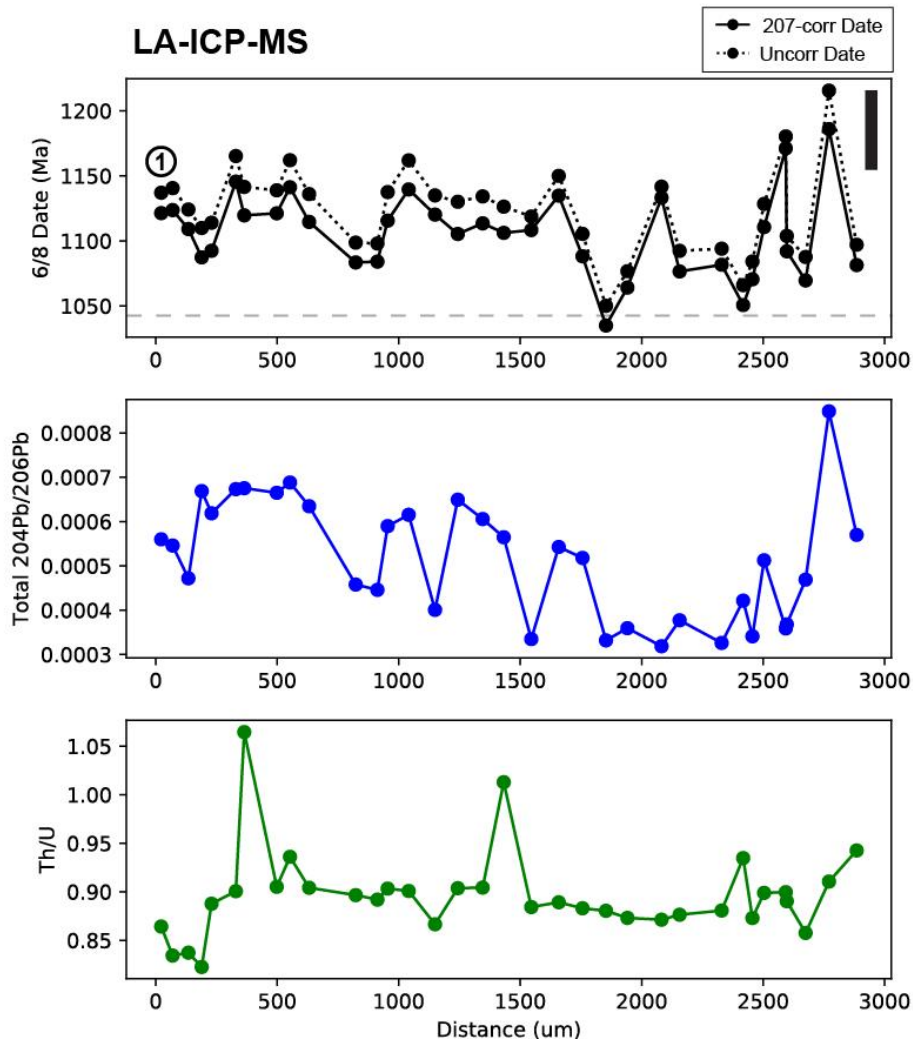 LA-ICP-MS
207-corr Date
Uncorr Date
6/8 Date (Ma)
1200
1150
1100
1050
1
0 500 1000 1500 2000 2500 3000
Total 204Pb/206Pb
0.0008
0.0007
0.0006
0.0005
0.0004
0.0003
0 500 1000 1500 2000 2500 3000
Th/U
1.05
1.00
0.95
0.90
0.85
0 500 1000 1500 2000 2500 3000
Distance (um)